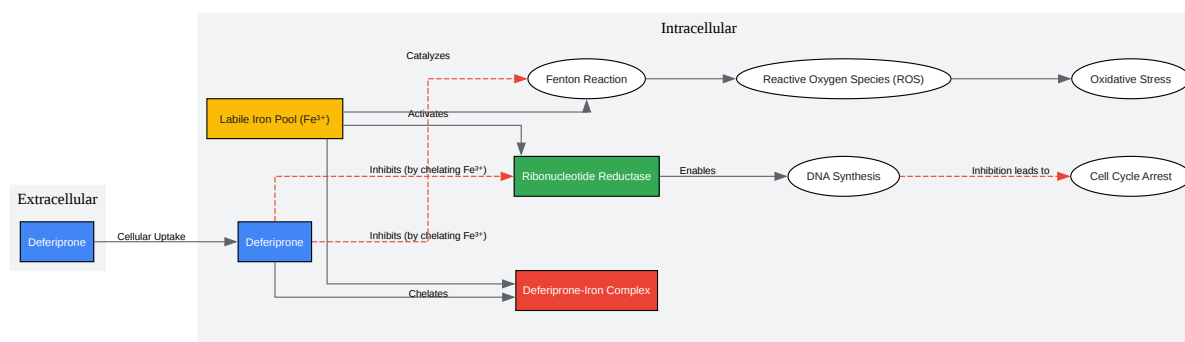 Intracellular
Catalyzes
Fenton Reaction
Reactive Oxygen Species (ROS)
Oxidative Stress
Labile Iron Pool (Fe³⁺)
Activates
Inhibits (by chelating Fe³⁺)
Ribonucleotide Reductase
Enables
DNA Synthesis
Inhibition leads to
Cell Cycle Arrest
Extracellular
Deferiprone
Cellular Uptake
Deferiprone
Inhibits (by chelating Fe³⁺)
Chelates
Deferiprone-Iron Complex